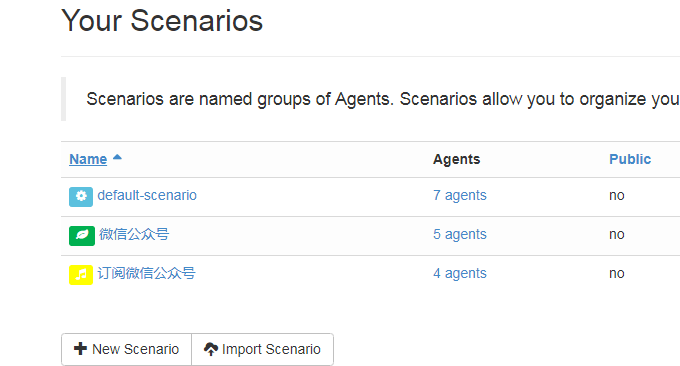 Your Scenarios
Scenarios are named groups of Agents. Scenarios allow you to organize you
Name Agents Public
default-scenario 7 agents no
微信公众号 5 agents no
订阅微信公众号 4 agents no
New Scenario Import Scenario